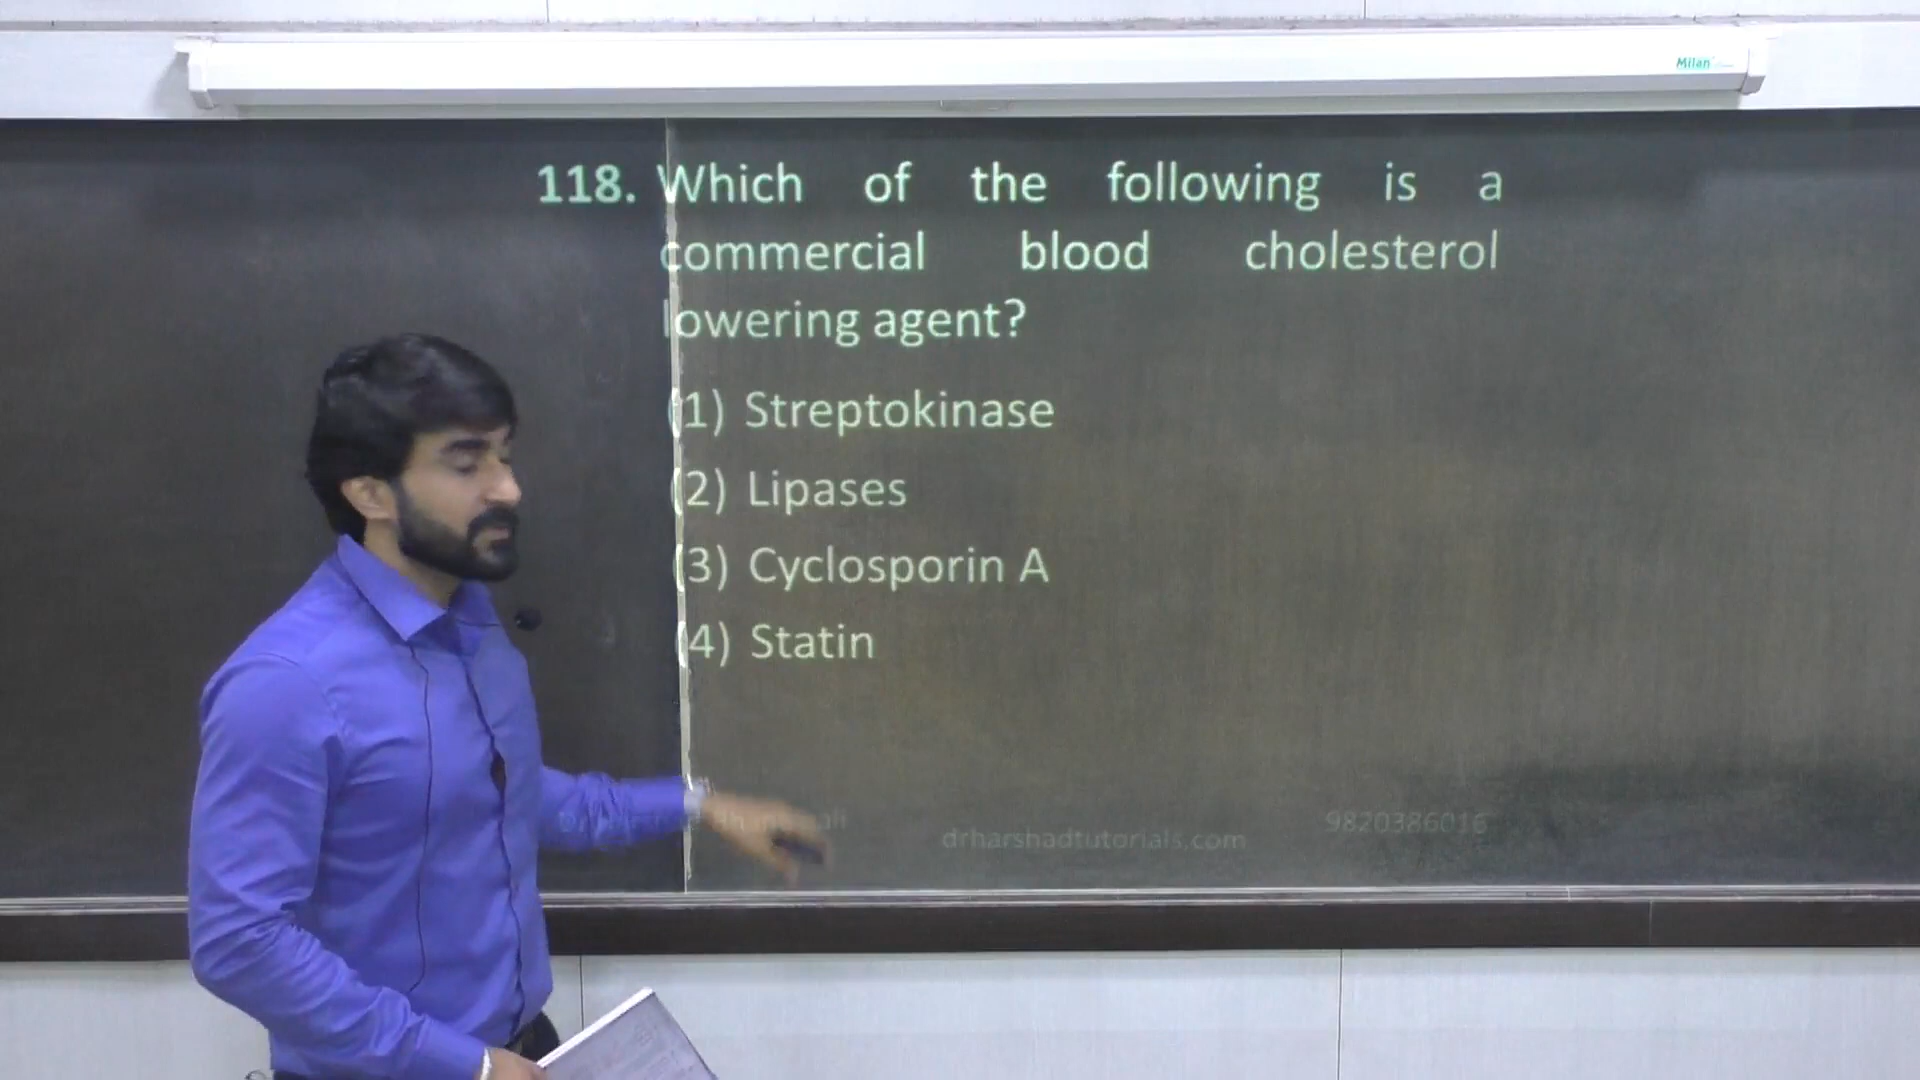 Milan
118. Which of the following is a
commercial blood cholesterol
lowering agent?
(1) Streptokinase
(2) Lipases
(3) Cyclosporin A
(4) Statin
drharshadtutorials.com
9820386016